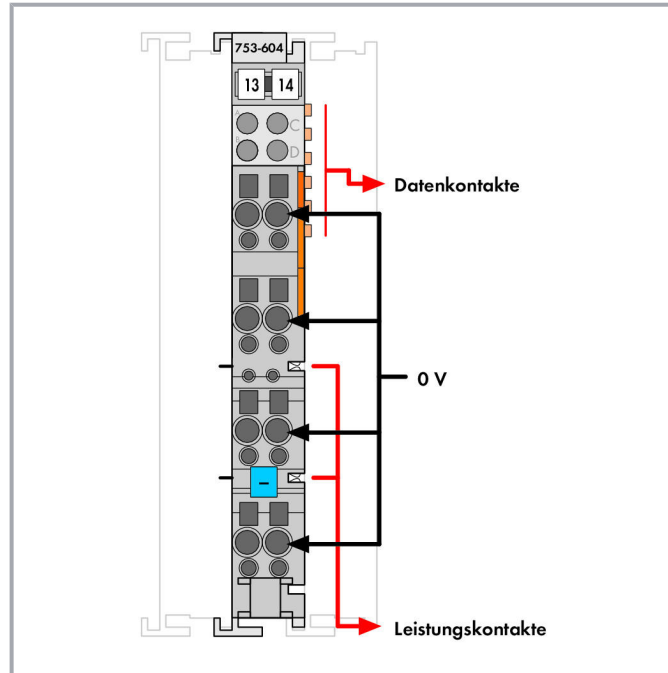 753-604
13 14
A C
B D
Datenkontakte
0 V
–
Leistungskontakte